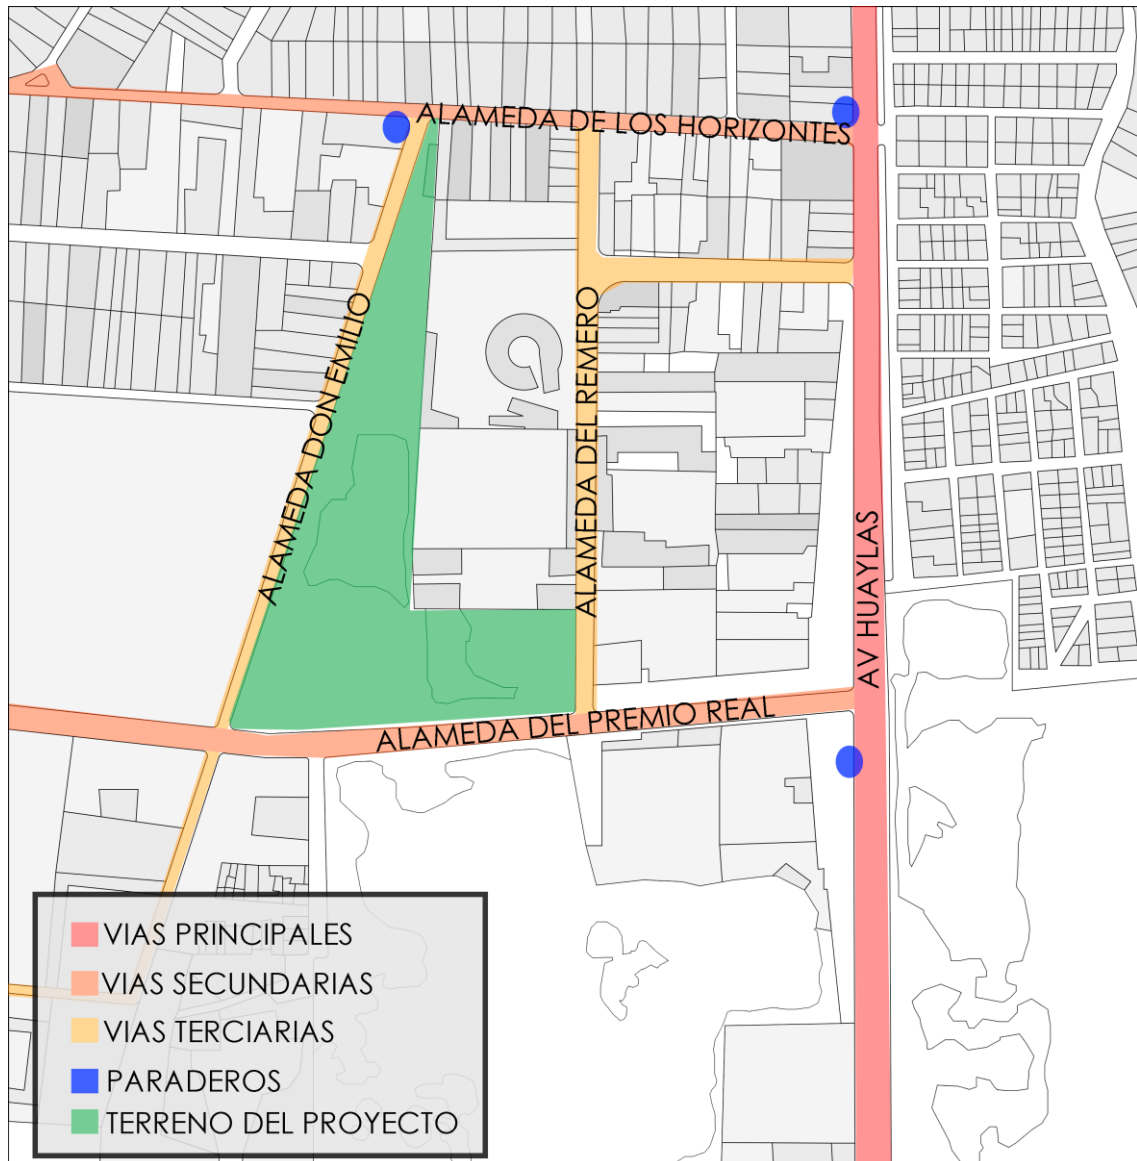 ALAMEDA DE LOS HORIZONTES
ALAMEDA DON EMILIO
ALAMEDA DEL REMERO
AV HUAYLAS
ALAMEDA DEL PREMIO REAL
VIAS PRINCIPALES
VIAS SECUNDARIAS
VIAS TERCIARIAS
PARADEROS
TERRENO DEL PROYECTO